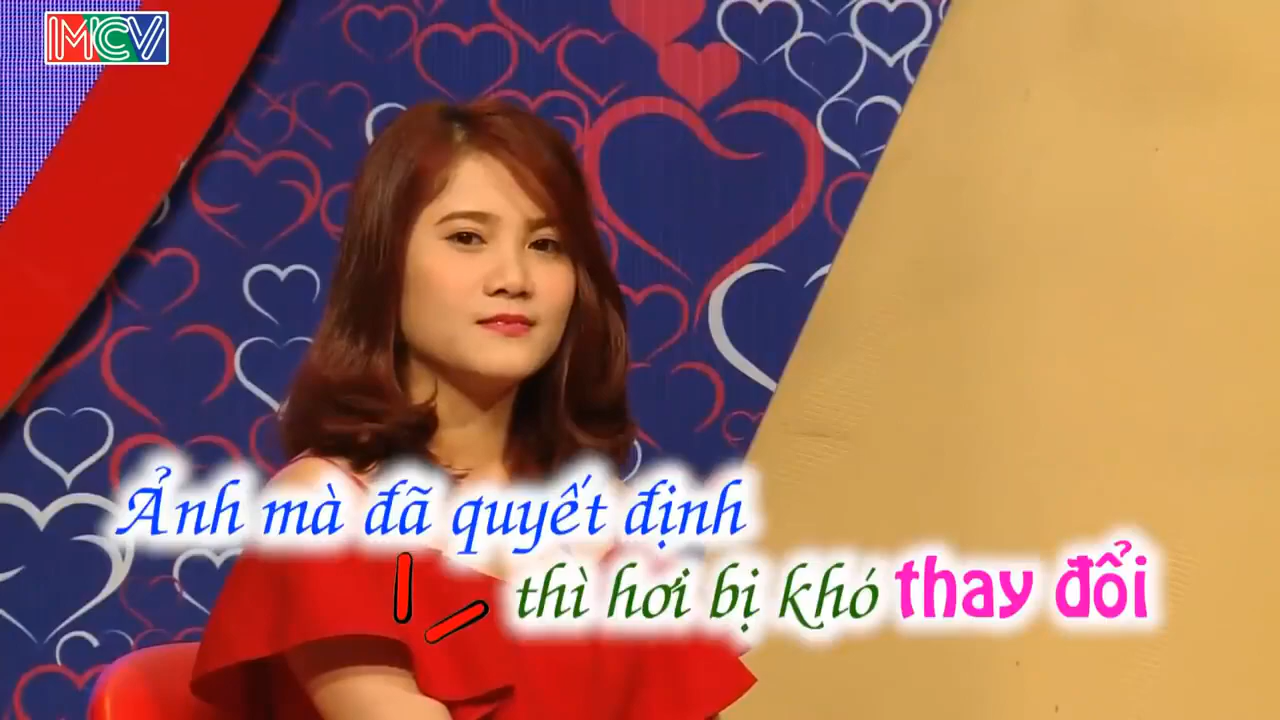 MCV
Ảnh mà đã quyết định
thì hơi bị khó thay đổi